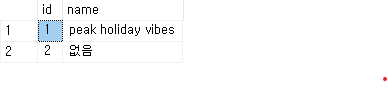 id name
1 1 peak holiday vibes
2 2 없음